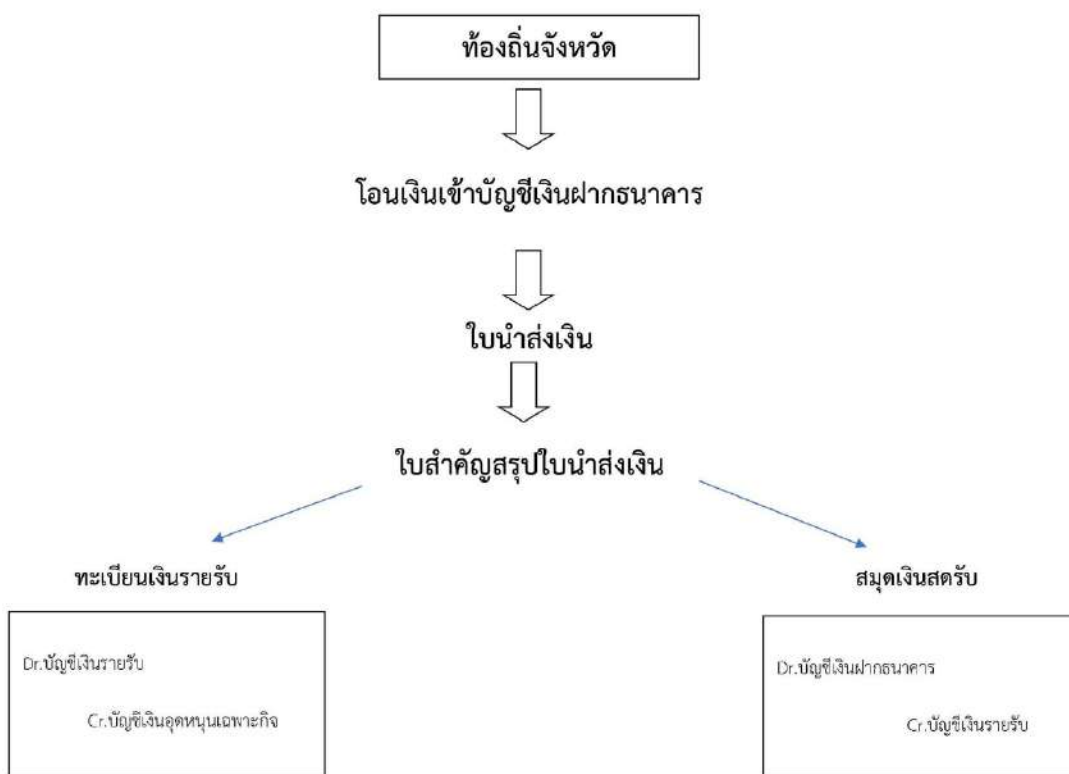 ท้องถิ่นจังหวัด
โอนเงินเข้าบัญชีเงินฝากธนาคาร
ใบนำส่งเงิน
ใบสำคัญสรุปใบนำส่งเงิน
ทะเบียนเงินรายรับ
สมุดเงินสดรับ
Dr.บัญชีเงินรายรับ
Cr.บัญชีเงินอุดหนุนเฉพาะกิจ
Dr.บัญชีเงินฝากธนาคาร
Cr.บัญชีเงินรายรับ